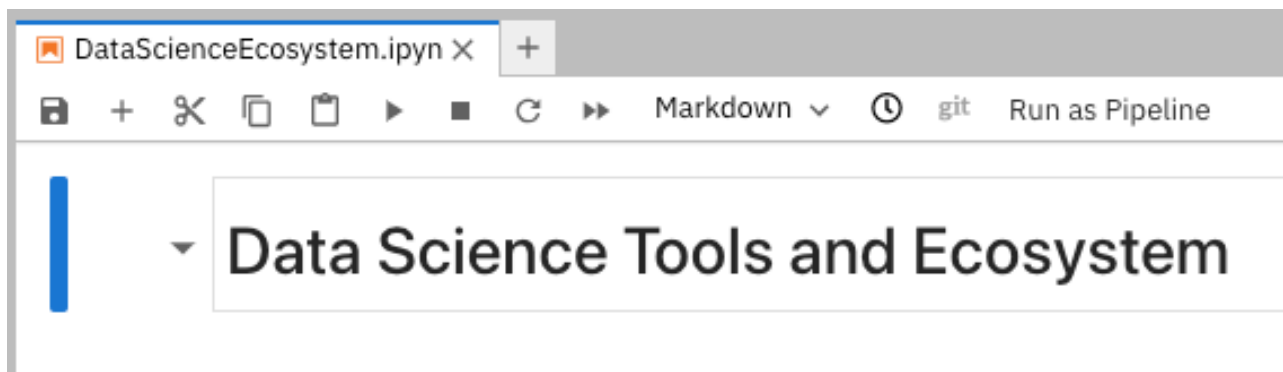 DataScienceEcosystem.ipyn
Markdown git Run as Pipeline
Data Science Tools and Ecosystem